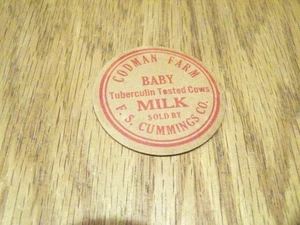 CODMAN FARM
BABY
Tuberculin Tested Cows
MILK
SOLD BY
F. S. CUMMINGS CO.